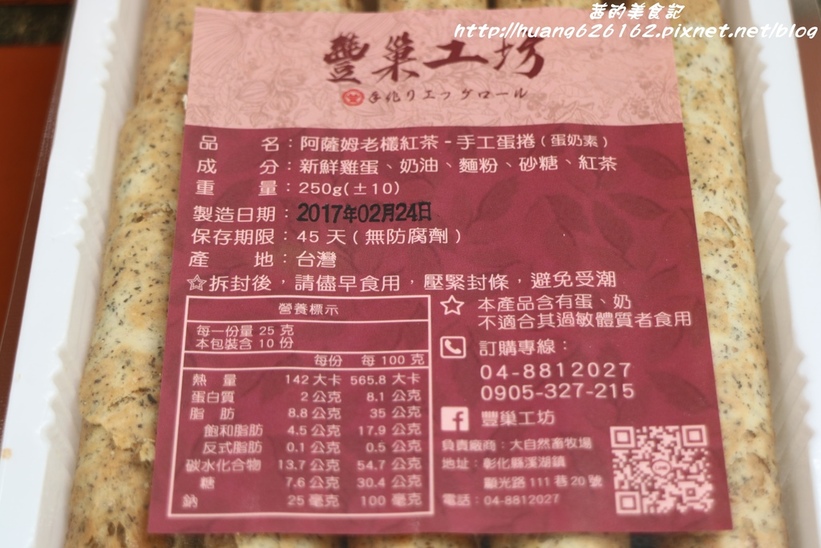 茜的美食記
http://huang626162.pixnet.net/blog
豐巢工坊
手作りエッグロール
品　　名：阿薩姆老欉紅茶-手工蛋捲(蛋奶素)
成　　分：新鮮雞蛋、奶油、麵粉、砂糖、紅茶
重　　量：250g(±10)
製造日期：2017年02月24日
保存期限：45 天(無防腐劑)
產　　地：台灣
☆拆封後，請儘早食用，壓緊封條，避免受潮
營養標示
每一份量 25 克
本包裝含 10 份
每份　每 100 克
熱　量　142 大卡　565.8 大卡
蛋白質　2 公克　8.1 公克
脂　肪　8.8 公克　35 公克
飽和脂肪　4.5 公克　17.9 公克
反式脂肪　0.1 公克　0.5 公克
碳水化合物　13.7 公克　54.7 公克
糖　7.6 公克　30.4 公克
鈉　25 毫克　100 毫克
☆ 本產品含有蛋、奶
不適合其過敏體質者食用
訂購專線：
04-8812027
0905-327-215
豐巢工坊
負責廠商：大自然畜牧場
地址：彰化縣溪湖鎮
顯光路 111 巷 20 號
電話：04-8812027